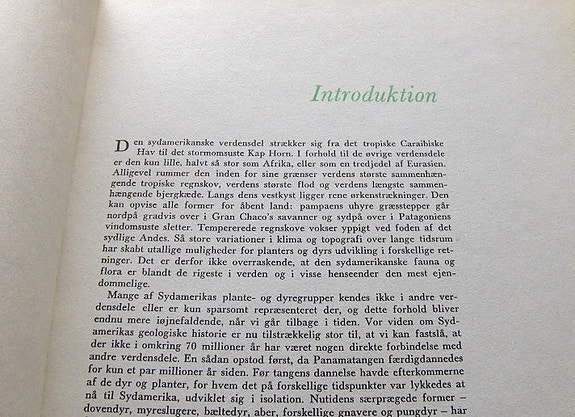 Introduktion
Den sydamerikanske verdensdel strækker sig fra det tropiske Caraibiske
Hav til det stormomsuste Kap Horn. I forhold til de øvrige verdensdele
er den kun lille, halvt så stor som Afrika, eller som en tredjedel af Eurasien.
Alligevel rummer den inden for sine grænser verdens største sammenhæn-
gende tropiske regnskov, verdens største flod og verdens længste sammen-
hængende bjergkæde. Langs dens vestkyst ligger rene ørkenstrækninger. Den
kan opvise alle former for åbent land: pampaens uhyre græsstepper går
nordpå gradvis over i Gran Chaco's savanner og sydpå over i Patagoniens
vindomsuste sletter. Tempererede regnskove vokser yppigt ved foden af det
sydlige Andes. Så store variationer i klima og topografi over lange tidsrum
har skabt utallige muligheder for planters og dyrs udvikling i forskellige ret-
ninger. Det er derfor ikke overraskende, at den sydamerikanske fauna og
flora er blandt de rigeste i verden og i visse henseender den mest ejen-
dommelige.
Mange af Sydamerikas plante- og dyregrupper kendes ikke i andre ver-
densdele eller er kun sparsomt repræsenteret der, og dette forhold bliver
endnu mere iøjnefaldende, når vi går tilbage i tiden. Vor viden om Syd-
amerikas geologiske historie er nu tilstrækkelig stor til, at vi kan fastslå,
at der ikke i omkring 70 millioner år har været nogen direkte forbindelse med
andre verdensdele. En sådan opstod først, da Panamatangen færdigdannedes
for kun et par millioner år siden. Før tangens dannelse havde efterkommerne
af de dyr og planter, for hvem det på forskellige tidspunkter var lykkedes at
nå til Sydamerika, udviklet sig i isolation. Nutidens særprægede former –
dovendyr, myreslugere, bæltedyr, aber, forskellige gnavere og pungdyr – har